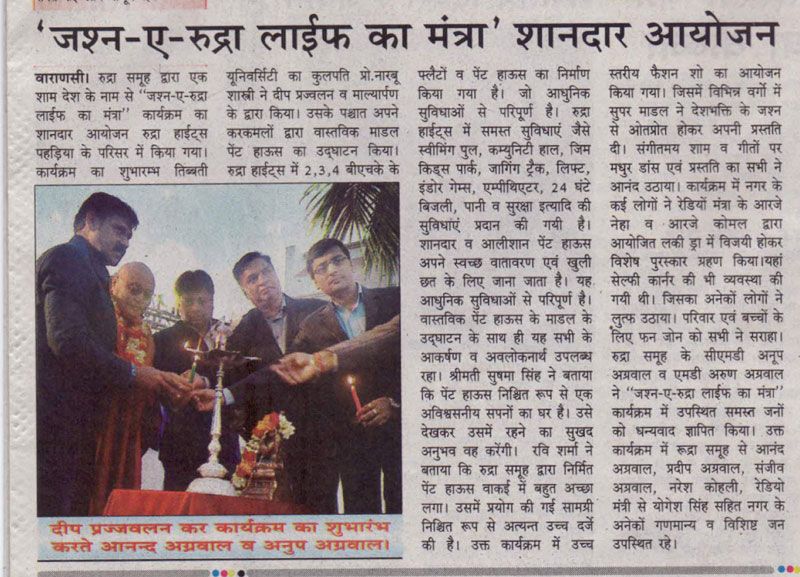 ‘जश्न-ए-रुद्रा लाईफ का मंत्रा’ शानदार आयोजन
वाराणसी। रुद्रा समूह द्वारा एक
शाम देश के नाम से “जश्न-ए-रुद्रा
लाईफ का मंत्रा” कार्यक्रम का
शानदार आयोजन रुद्रा हाईट्स
पहड़िया के परिसर में किया गया।
कार्यक्रम का शुभारम्भ तिब्बती
यूनिवर्सिटी का कुलपति प्रो.नारबू
शास्त्री ने दीप प्रज्वलन व माल्यार्पण
के द्वारा किया। उसके पश्चात अपने
करकमलों द्वारा वास्तविक माडल
पेंट हाऊस का उद्घाटन किया।
रुद्रा हाईट्स में 2,3,4 बीएचके के
दीप प्रज्जवलन कर कार्यक्रम का शुभारंभ
करते आनन्द अग्रवाल व अनुप अग्रवाल।
फ्लैटों व पेंट हाऊस का निर्माण
किया गया है। जो आधुनिक
सुविधाओं से परिपूर्ण है। रुद्रा
हाईट्स में समस्त सुविधाएं जैसे
स्वीमिंग पुल, कम्युनिटी हाल, जिम
किड्स पार्क, जागिंग ट्रैक, लिफ्ट,
इंडोर गेम्स, एम्पीथिएटर, 24 घंटे
बिजली, पानी व सुरक्षा इत्यादि की
सुविधांएं प्रदान की गयी है।
शानदार व आलीशान पेंट हाऊस
अपने स्वच्छ वातावरण एवं खुली
छत के लिए जाना जाता है। यह
आधुनिक सुविधाओं से परिपूर्ण है।
वास्तविक पेंट हाऊस के माडल के
उद्घाटन के साथ ही यह सभी के
आकर्षण व अवलोकनार्थ उपलब्ध
रहा। श्रीमती सुषमा सिंह ने बताया
कि पेंट हाऊस निश्चित रूप से एक
अविश्वसनीय सपनों का घर है। उसे
देखकर उसमें रहने का सुखद
अनुभव वह करेंगी। रवि शर्मा ने
बताया कि रुद्रा समूह द्वारा निर्मित
पेंट हाऊस वाकई में बहुत अच्छा
लगा। उसमें प्रयोग की गई सामग्री
निश्चित रूप से अत्यन्त उच्च दर्जे
की है। उक्त कार्यक्रम में उच्च
स्तरीय फैशन शो का आयोजन
किया गया। जिसमें विभिन्न वर्गो में
सुपर माडल ने देशभक्ति के जश्न
से ओतप्रोत होकर अपनी प्रस्तति
दी। संगीतमय शाम व गीतों पर
मधुर डांस एवं प्रस्तति का सभी ने
आनंद उठाया। कार्यक्रम में नगर के
कई लोगों ने रेडियों मंत्रा के आरजे
नेहा व आरजे कोमल द्वारा
आयोजित लकी ड्रा में विजयी होकर
विशेष पुरस्कार ग्रहण किया।यहां
सेल्फी कार्नर की भी व्यवस्था की
गयी थी। जिसका अनेकों लोगों ने
लुत्फ उठाया। परिवार एवं बच्चों के
लिए फन जोन को सभी ने सराहा।
रुद्रा समूह के सीएमडी अनूप
अग्रवाल व एमडी अरुण अग्रवाल
ने “जश्न-ए-रुद्रा लाईफ का मंत्रा”
कार्यक्रम में उपस्थित समस्त जनों
को धन्यवाद ज्ञापित किया। उक्त
कार्यक्रम में रूद्रा समूह से आनंद
अग्रवाल, प्रदीप अग्रवाल, संजीव
अग्रवाल, नरेश कोहली, रेडियो
मंत्री से योगेश सिंह सहित नगर के
अनेकों गणमान्य व विशिष्ट जन
उपस्थित रहे।